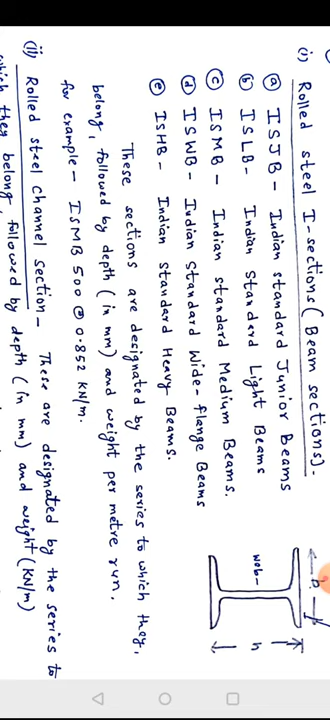 (i) Rolled steel I-sections (Beam sections).
(a) ISJB - Indian standard Junior Beams
(b) ISLB - Indian Standard Light Beams
(c) ISMB - Indian standard Medium Beams.
(d) ISWB - Indian Standard Wide-flange Beams
(e) ISHB - Indian Standard Heavy Beams.
web-
h
These sections are designated by the series to which they,
belong, followed by depth (in mm) and weight per metre run.
for example - ISMB 500 @ 0.852 KN/m.
(ii) Rolled steel channel section - These are designated by the series to
which they belong, followed by depth (in mm) and weight (KN/m)